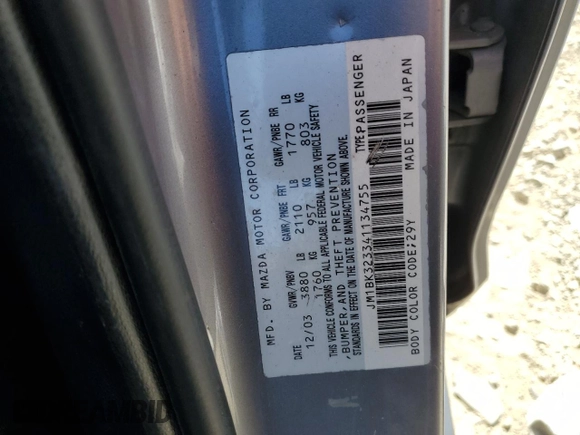 MFD. BY MAZDA MOTOR CORPORATION
DATE GVWR/PNBV GAWR/PNBE FRT GAWR/PNBE RR
12/03 3880 LB 2110 LB 1770 LB
1760 KG 957 KG 803 KG
THIS VEHICLE CONFORMS TO ALL APPLICABLE FEDERAL MOTOR VEHICLE SAFETY
,BUMPER,AND THEFT PREVENTION
STANDARDS IN EFFECT ON THE DATE OF MANUFACTURE SHOWN ABOVE.
JM1BK323341134755 TYPE:PASSENGER
BODY COLOR CODE;29Y MADE IN JAPAN